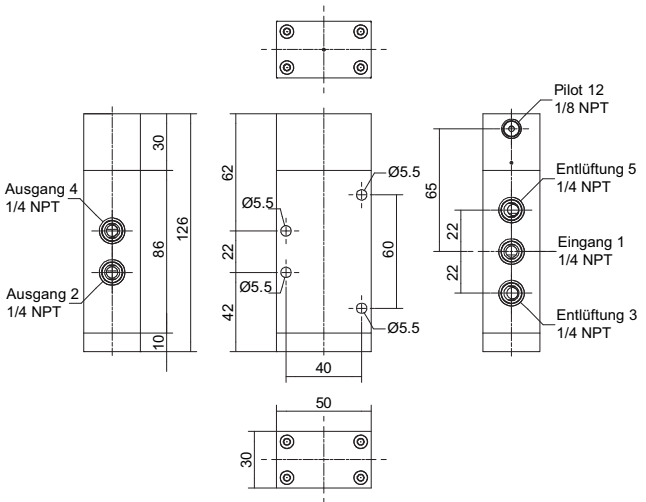 Pilot 12
1/8 NPT
Ausgang 4
1/4 NPT
Ausgang 2
1/4 NPT
30
86
10
126
62
22
42
Ø5.5
Ø5.5
Ø5.5
Ø5.5
60
40
65
22
22
Entlüftung 5
1/4 NPT
Eingang 1
1/4 NPT
Entlüftung 3
1/4 NPT
50
30